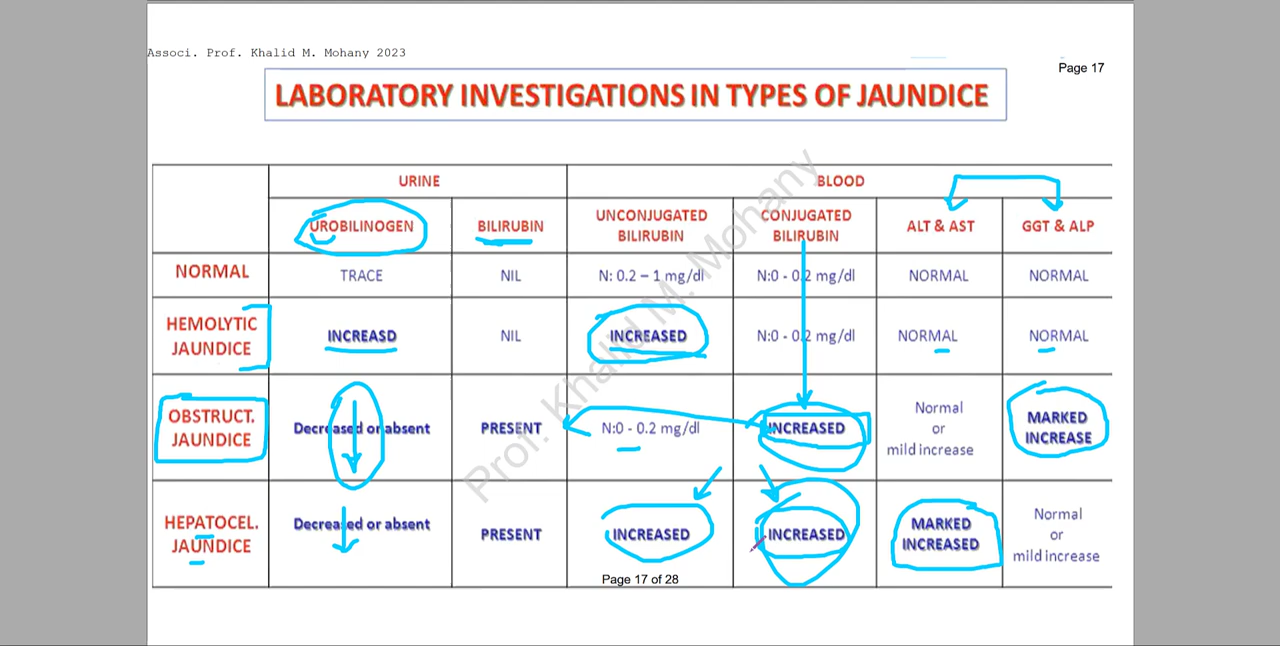 Associ. Prof. Khalid M. Mohany 2023
Page 17
LABORATORY INVESTIGATIONS IN TYPES OF JAUNDICE
URINE
BLOOD
UROBILINOGEN
BILIRUBIN
UNCONJUGATED
BILIRUBIN
CONJUGATED
BILIRUBIN
ALT & AST
GGT & ALP
NORMAL
TRACE
NIL
N: 0.2 – 1 mg/dl
N:0 - 0.2 mg/dl
NORMAL
NORMAL
HEMOLYTIC
JAUNDICE
INCREASD
NIL
INCREASED
N:0 - 0.2 mg/dl
NORMAL
NORMAL
OBSTRUCT.
JAUNDICE
Decreased or absent
PRESENT
N:0 - 0.2 mg/dl
INCREASED
Normal
or
mild increase
MARKED
INCREASE
HEPATOCEL.
JAUNDICE
Decreased or absent
PRESENT
INCREASED
INCREASED
MARKED
INCREASED
Normal
or
mild increase
Prof. Khalid M. Mohany
Page 17 of 28